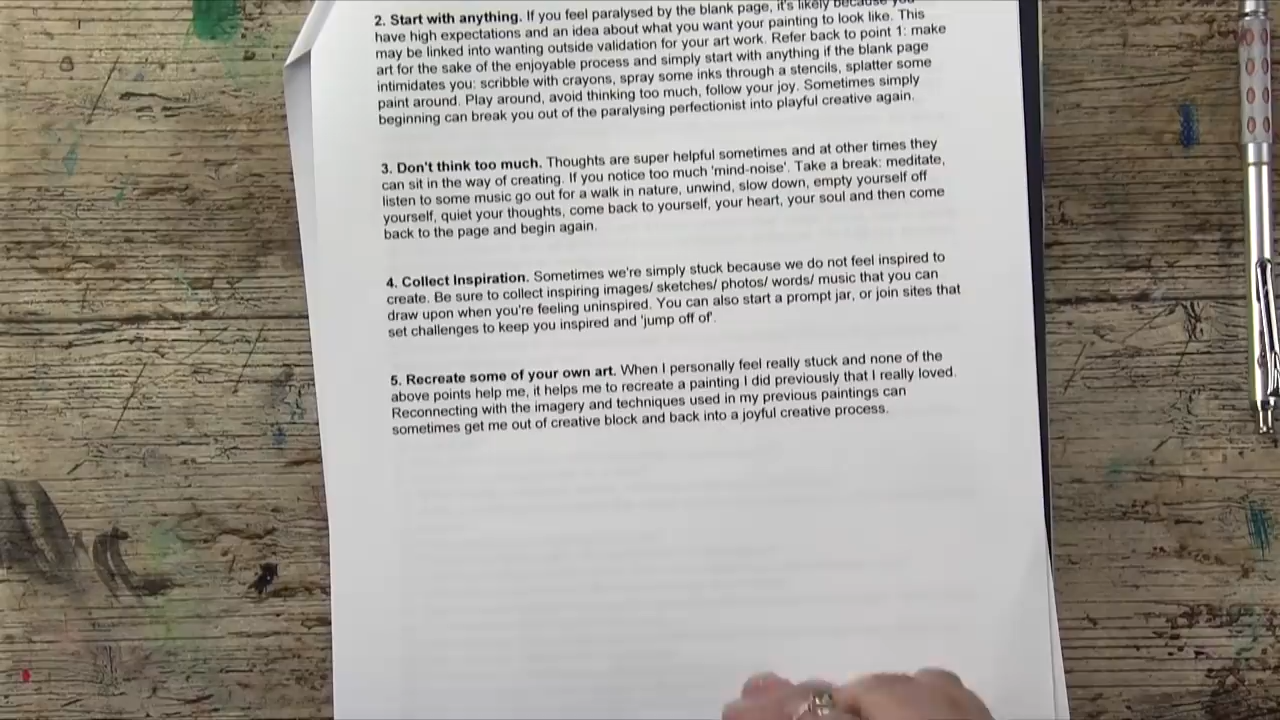 2. Start with anything. If you feel paralysed by the blank page, it's likely because you
have high expectations and an idea about what you want your painting to look like. This
may be linked into wanting outside validation for your art work. Refer back to point 1: make
art for the sake of the enjoyable process and simply start with anything if the blank page
intimidates you: scribble with crayons, spray some inks through a stencils, splatter some
paint around. Play around, avoid thinking too much, follow your joy. Sometimes simply
beginning can break you out of the paralysing perfectionist into playful creative again.
3. Don't think too much. Thoughts are super helpful sometimes and at other times they
can sit in the way of creating. If you notice too much 'mind-noise'. Take a break: meditate,
listen to some music go out for a walk in nature, unwind, slow down, empty yourself off
yourself, quiet your thoughts, come back to yourself, your heart, your soul and then come
back to the page and begin again.
4. Collect Inspiration. Sometimes we're simply stuck because we do not feel inspired to
create. Be sure to collect inspiring images/ sketches/ photos/ words/ music that you can
draw upon when you're feeling uninspired. You can also start a prompt jar, or join sites that
set challenges to keep you inspired and 'jump off of'.
5. Recreate some of your own art. When I personally feel really stuck and none of the
above points help me, it helps me to recreate a painting I did previously that I really loved.
Reconnecting with the imagery and techniques used in my previous paintings can
sometimes get me out of creative block and back into a joyful creative process.